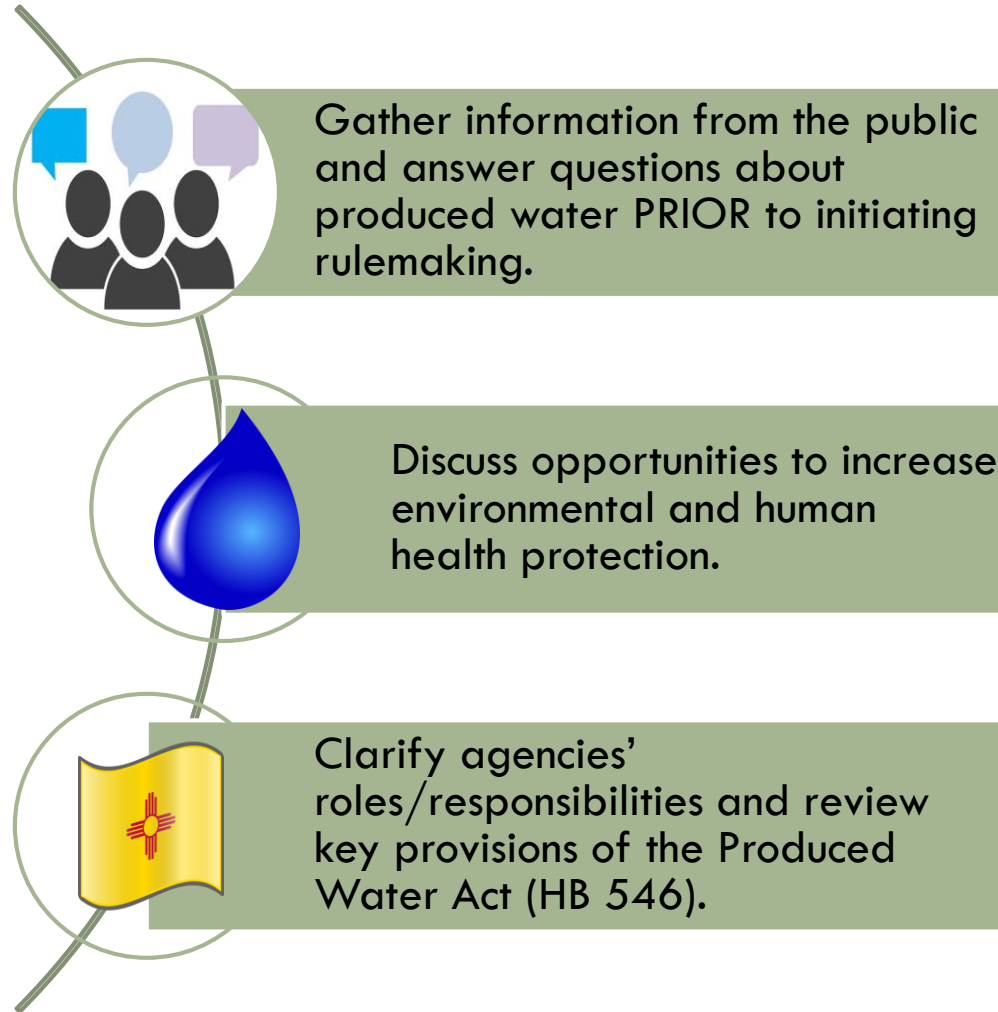 Gather information from the public
and answer questions about
produced water PRIOR to initiating
rulemaking.
Discuss opportunities to increase
environmental and human
health protection.
Clarify agencies’
roles/responsibilities and review
key provisions of the Produced
Water Act (HB 546).